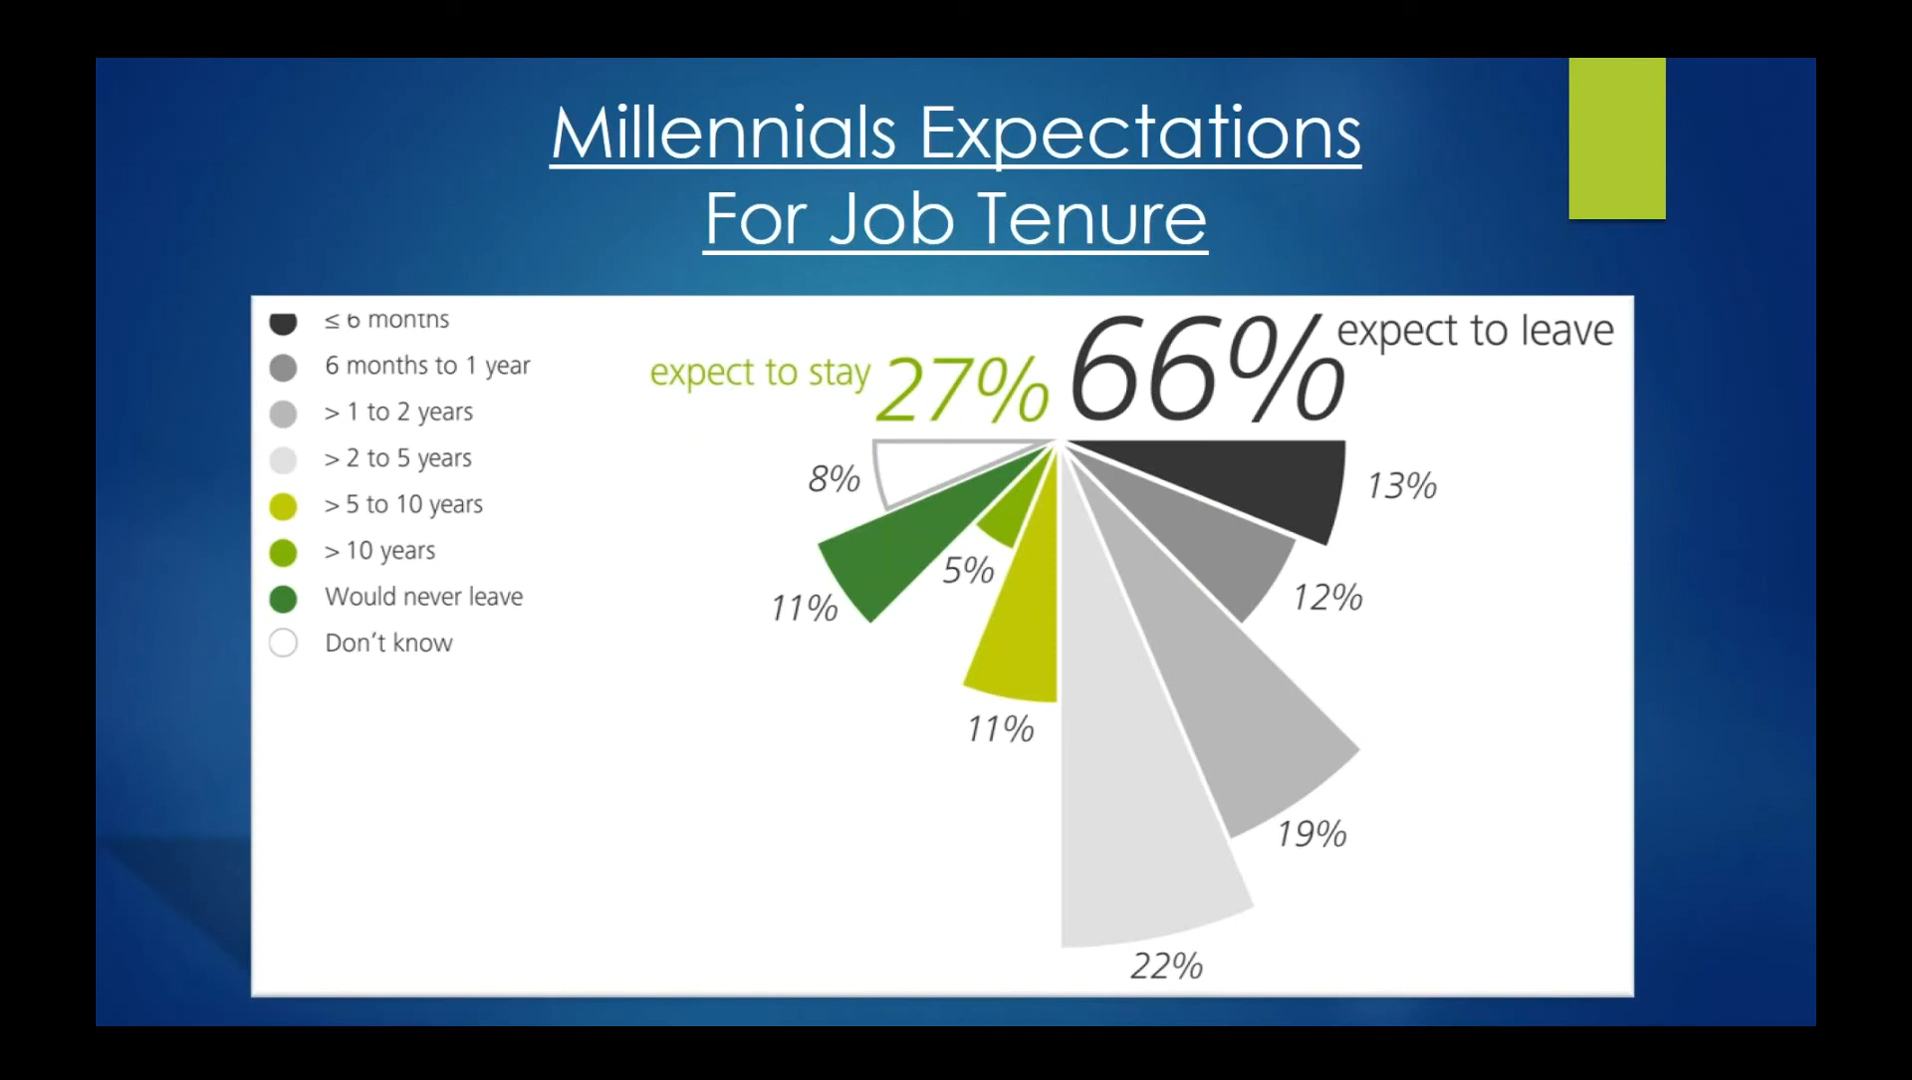 Millennials Expectations
For Job Tenure
≤ 6 months
6 months to 1 year
> 1 to 2 years
> 2 to 5 years
> 5 to 10 years
> 10 years
Would never leave
Don't know
expect to stay 27%
66% expect to leave
8%
11%
5%
11%
13%
12%
19%
22%